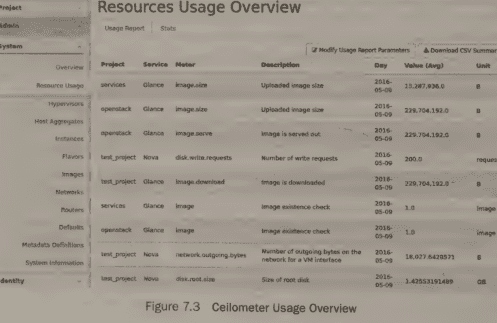 Project
Admin
System
Overview
Resource Usage
Hypervisors
Host Aggregates
Instances
Flavors
Images
Networks
Routers
Defaults
Metadata Definitions
System Information
Identity
Resources Usage Overview
Usage Report Stats
Modify Usage Report Parameters Download CSV Summar
Project Service Meter Description Day Value (Avg) Unit
services Glance image.size Uploaded image size 2016-05-09 13,287,936.0 B
openstack Glance image.size Uploaded image size 2016-05-09 229,704,192.0 B
openstack Glance image.serve Image is served out 2016-05-09 229,704,192.0 B
test_project Nova disk.write.requests Number of write requests 2016-05-09 200.0 reques
test_project Glance image.download Image is downloaded 2016-05-09 229,704,192.0 B
services Glance image Image existence check 2016-05-09 1.0 image
openstack Glance image Image existence check 2016-05-09 1.0 image
test_project Nova network.outgoing.bytes Number of outgoing bytes on the network for a VM interface 2016-05-09 B
test_project Nova disk.root.size Size of root disk 2016-05-09 1.42553191489 GB
Figure 7.3 Ceilometer Usage Overview